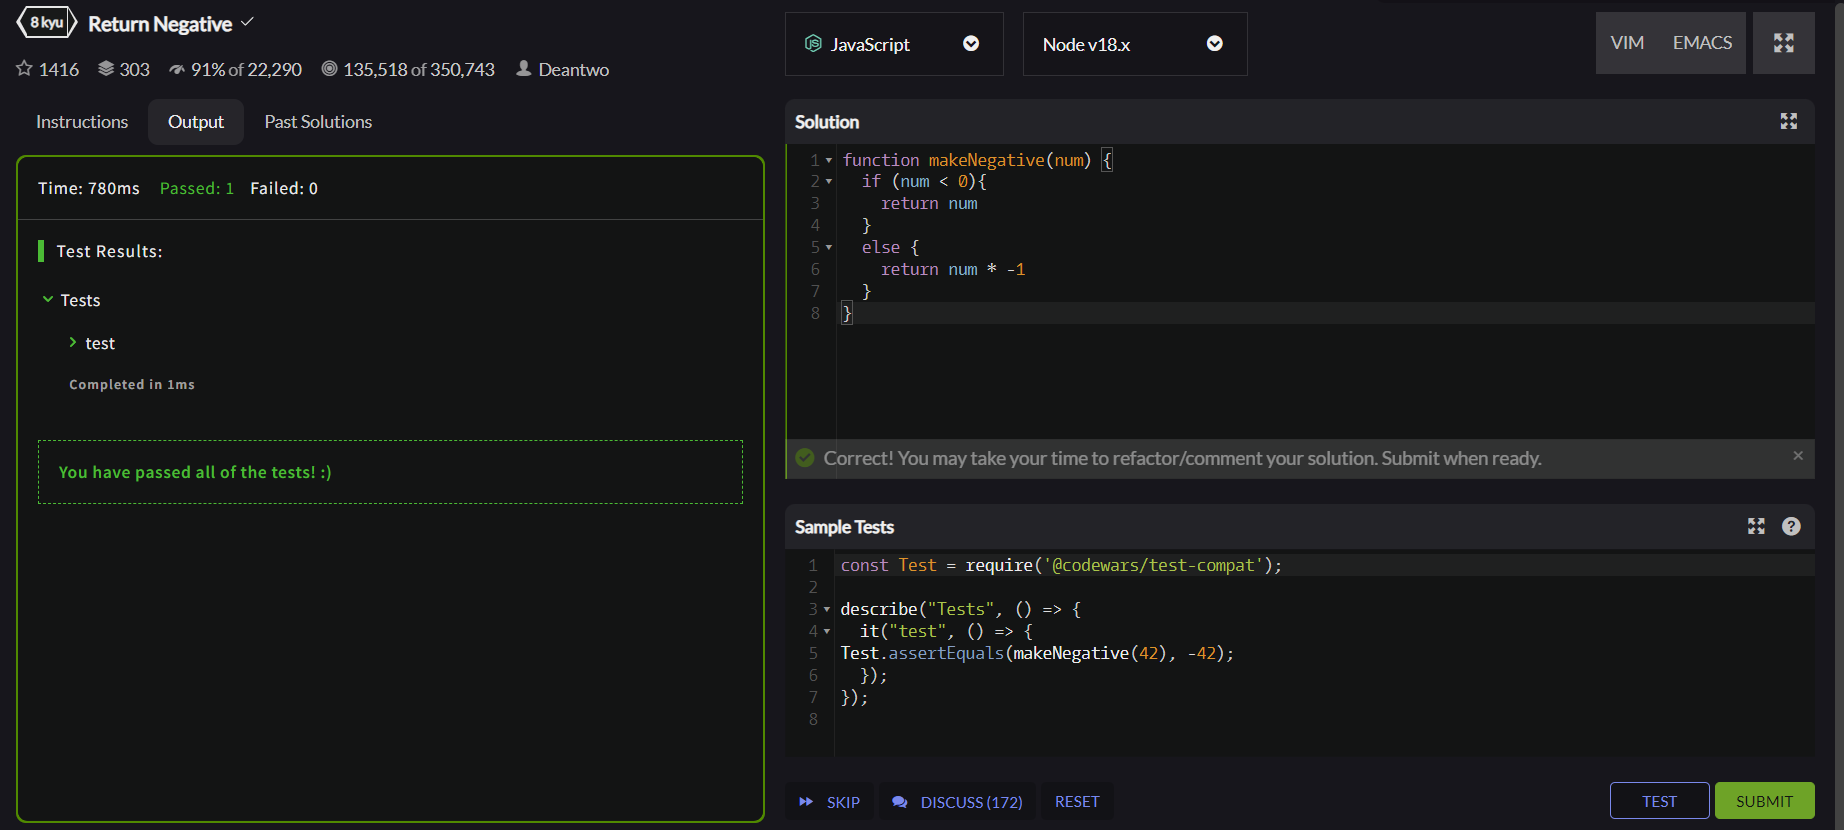 8 kyu Return Negative
1416 303 91% of 22,290 135,518 of 350,743 Deantwo
Instructions Output Past Solutions
Time: 780ms Passed: 1 Failed: 0
Test Results:
Tests
test
Completed in 1ms
You have passed all of the tests! :)
JavaScript Node v18.x VIM EMACS
Solution
1 function makeNegative(num) {
2   if (num < 0){
3     return num
4   }
5   else {
6     return num * -1
7   }
8 }
Correct! You may take your time to refactor/comment your solution. Submit when ready. ×
Sample Tests ?
1 const Test = require('@codewars/test-compat');
2
3 describe("Tests", () => {
4   it("test", () => {
5 Test.assertEquals(makeNegative(42), -42);
6   });
7 });
8
SKIP DISCUSS (172) RESET TEST SUBMIT